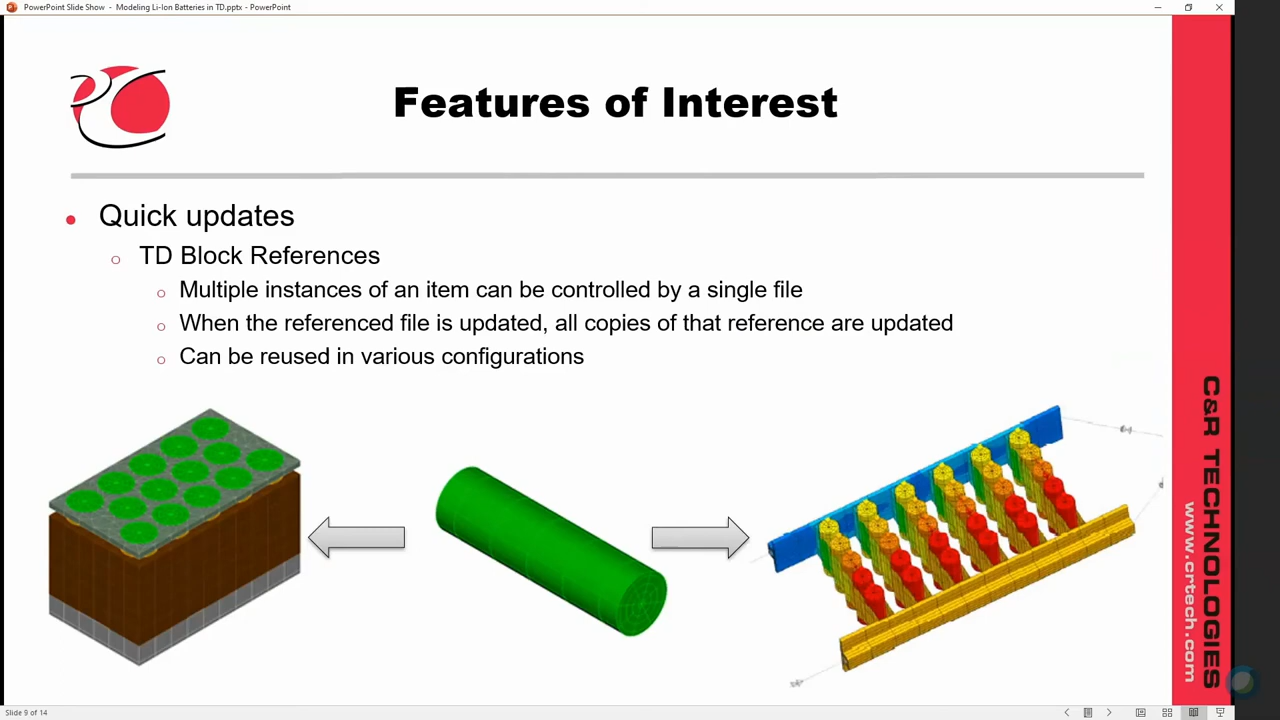 PowerPoint Slide Show - Modeling Li-Ion Batteries in TD.pptx - PowerPoint
Features of Interest
Quick updates
TD Block References
Multiple instances of an item can be controlled by a single file
When the referenced file is updated, all copies of that reference are updated
Can be reused in various configurations
C&R TECHNOLOGIES
www.crtech.com
Slide 9 of 14